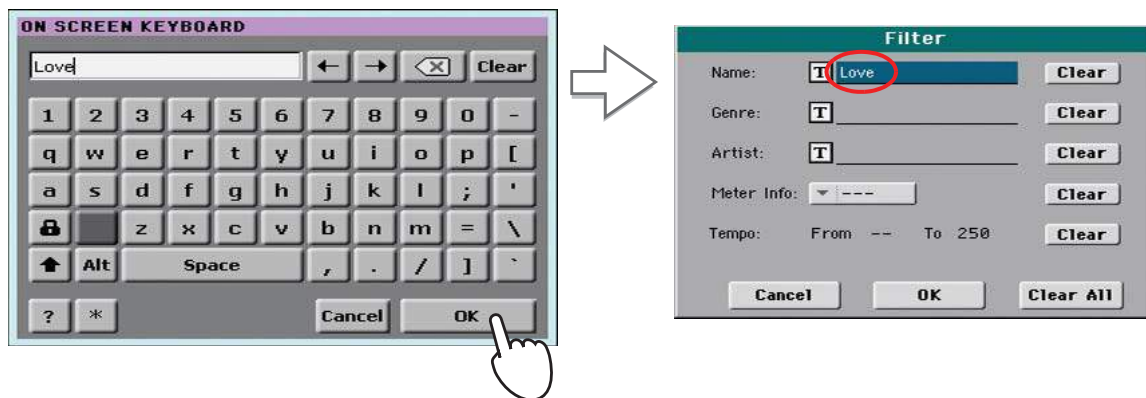 ON SCREEN KEYBOARD
Love ← → ⌫ Clear
1 2 3 4 5 6 7 8 9 0 -
q w e r t y u i o p [
a s d f g h j k l ; '
z x c v b n m = \
Alt Space , . / ] `
? * Cancel OK
Filter
Name: T Love Clear
Genre: T Clear
Artist: T Clear
Meter Info: --- Clear
Tempo: From -- To 250 Clear
Cancel OK Clear All